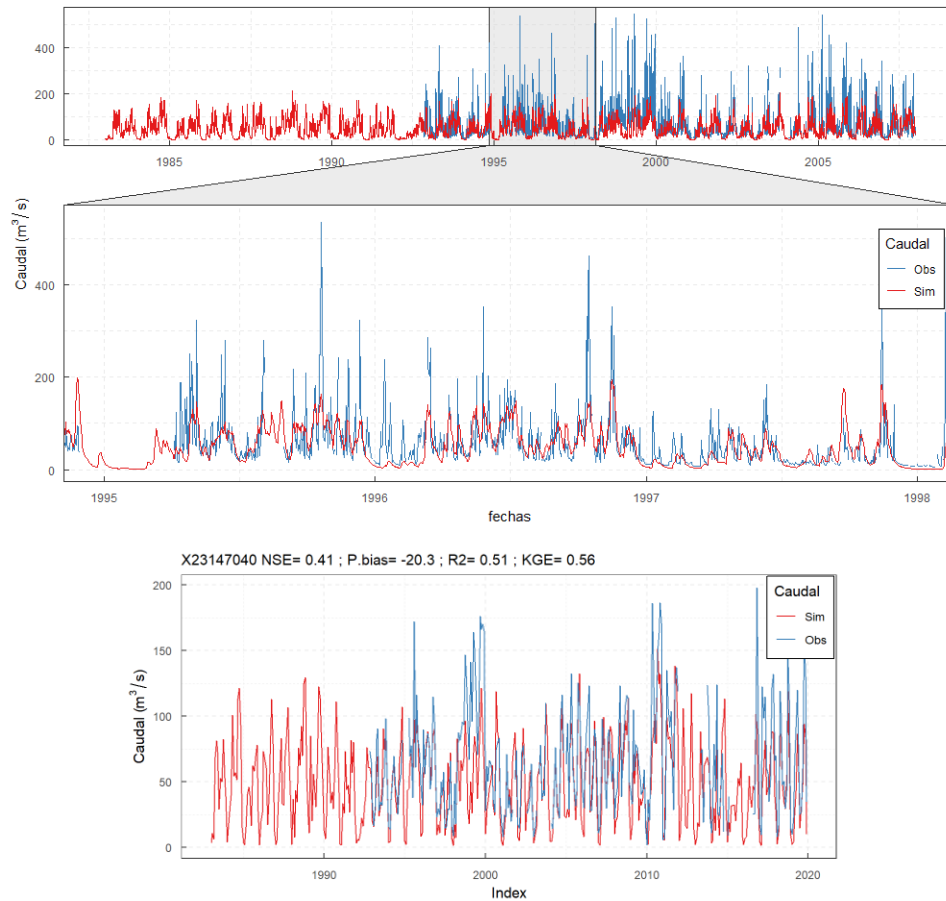 400
200
0
1985
1990
1995
2000
2005
Caudal (m³/s)
400
200
0
Caudal
Obs
Sim
1995
1996
1997
1998
fechas
X23147040 NSE= 0.41 ; P.bias= -20.3 ; R2= 0.51 ; KGE= 0.56
Caudal (m³/s)
200
150
100
50
0
Caudal
Sim
Obs
1990
2000
2010
2020
Index